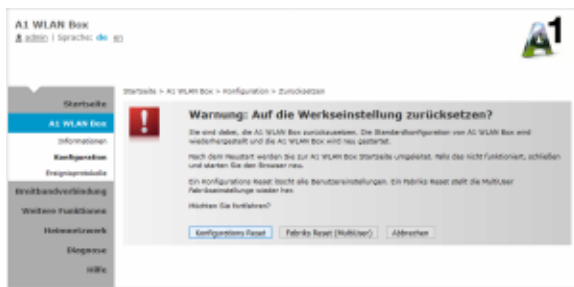 A1 WLAN Box
admin | Sprache: de en
A1
Startseite > A1 WLAN Box > Konfiguration > Zurücksetzen
Startseite
A1 WLAN Box
Informationen
Konfiguration
Ereignisprotokolle
Breitbandverbindung
Weitere Funktionen
Heimnetzwerk
Diagnose
Hilfe
Warnung: Auf die Werkseinstellung zurücksetzen?
Sie sind dabei, die A1 WLAN Box zurückzusetzen. Die Standardkonfiguration von A1 WLAN Box wird
wiederhergestellt und die A1 WLAN Box wird neu gestartet.
Nach dem Neustart werden Sie zur A1 WLAN Box Startseite umgeleitet. Falls das nicht funktioniert, schließen
und starten Sie den Browser neu.
Ein Konfigurations Reset löscht alle Benutzereinstellungen. Ein Fabriks Reset stellt die MultiUser
Fabrikseinstellunge wieder her.
Möchten Sie fortfahren?
Konfigurations Reset
Fabriks Reset (MultiUser)
Abbrechen